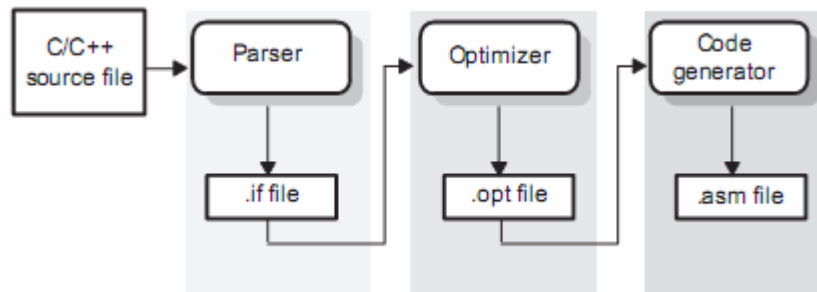 C/C++
source file
Parser
Optimizer
Code
generator
.if file
.opt file
.asm file